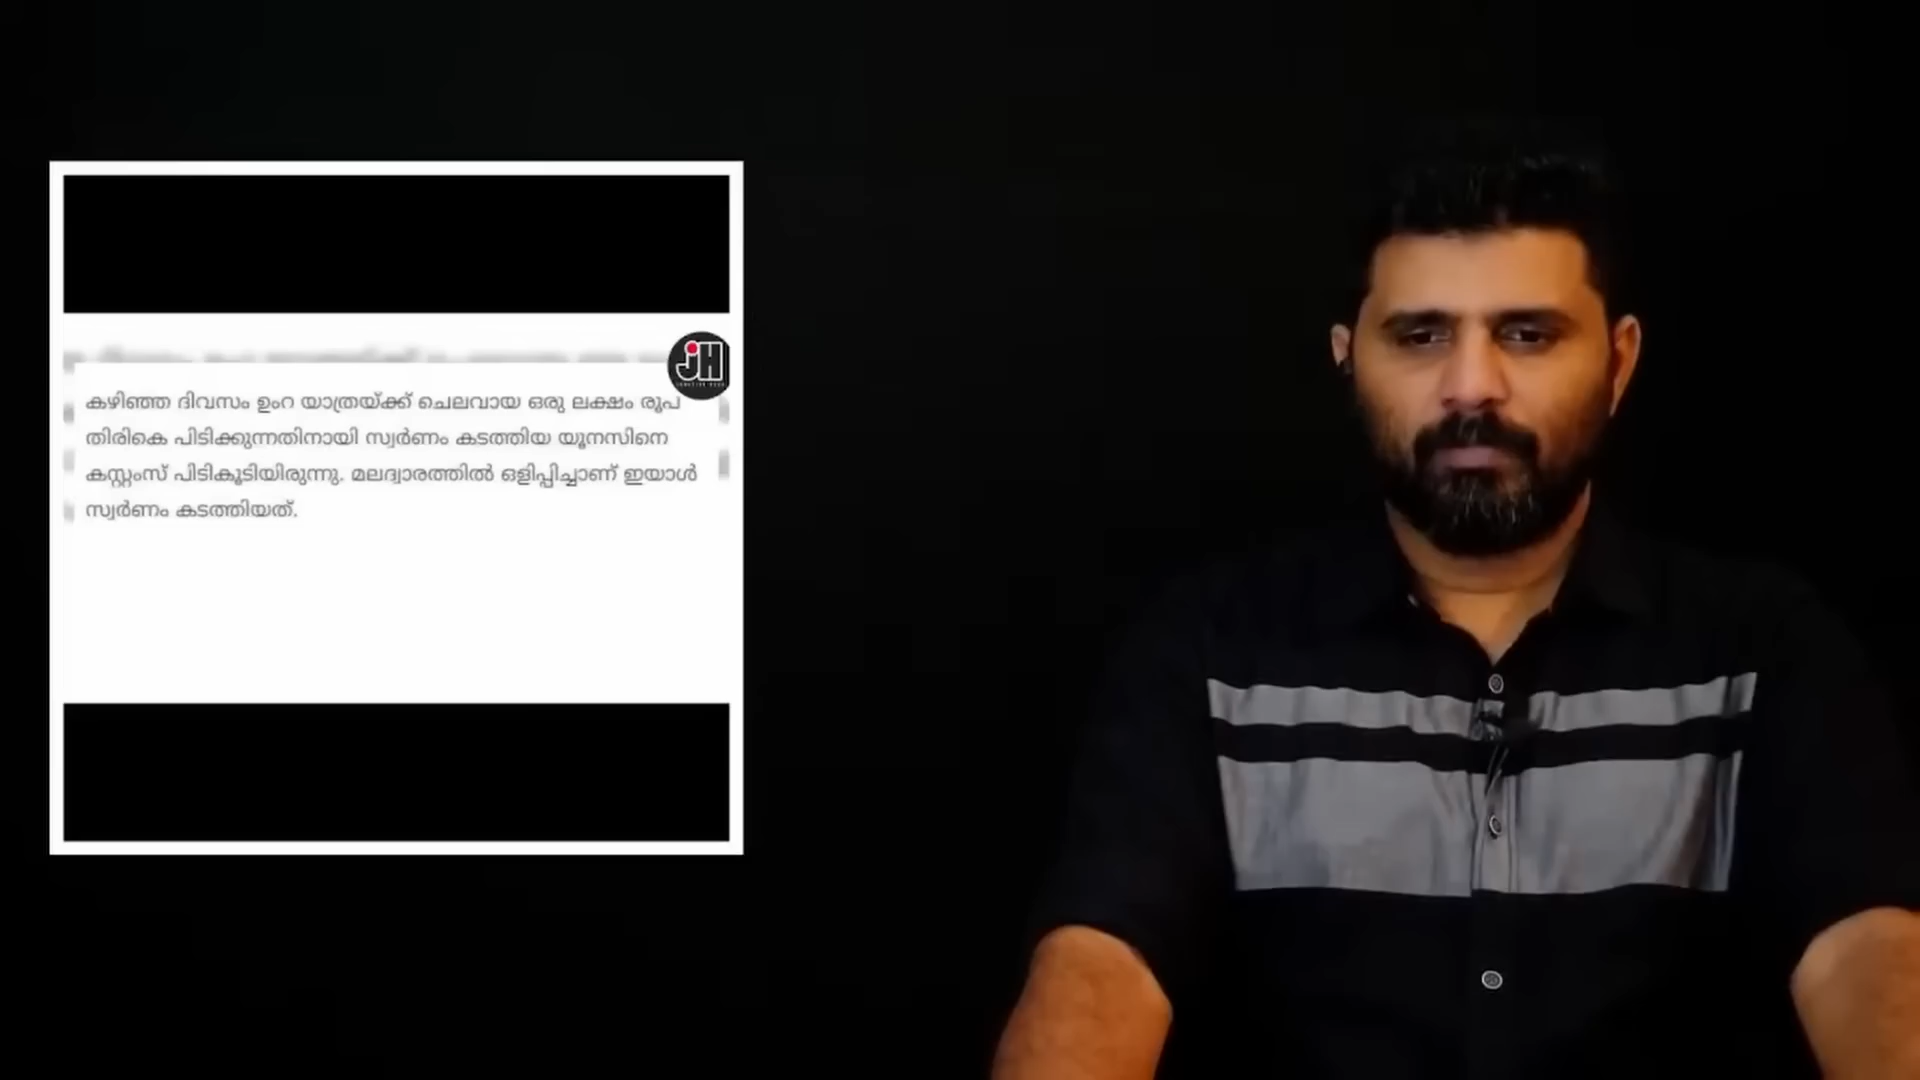 jH
കഴിഞ്ഞ ദിവസം ഉംറ യാത്രയ്ക്ക് ചെലവായ ഒരു ലക്ഷം രൂപ
തിരികെ പിടിക്കുന്നതിനായി സ്വർണം കടത്തിയ യൂനസിനെ
കസ്റ്റംസ് പിടികൂടിയിരുന്നു. മലദ്വാരത്തിൽ ഒളിപ്പിച്ചാണ് ഇയാൾ
സ്വർണം കടത്തിയത്.